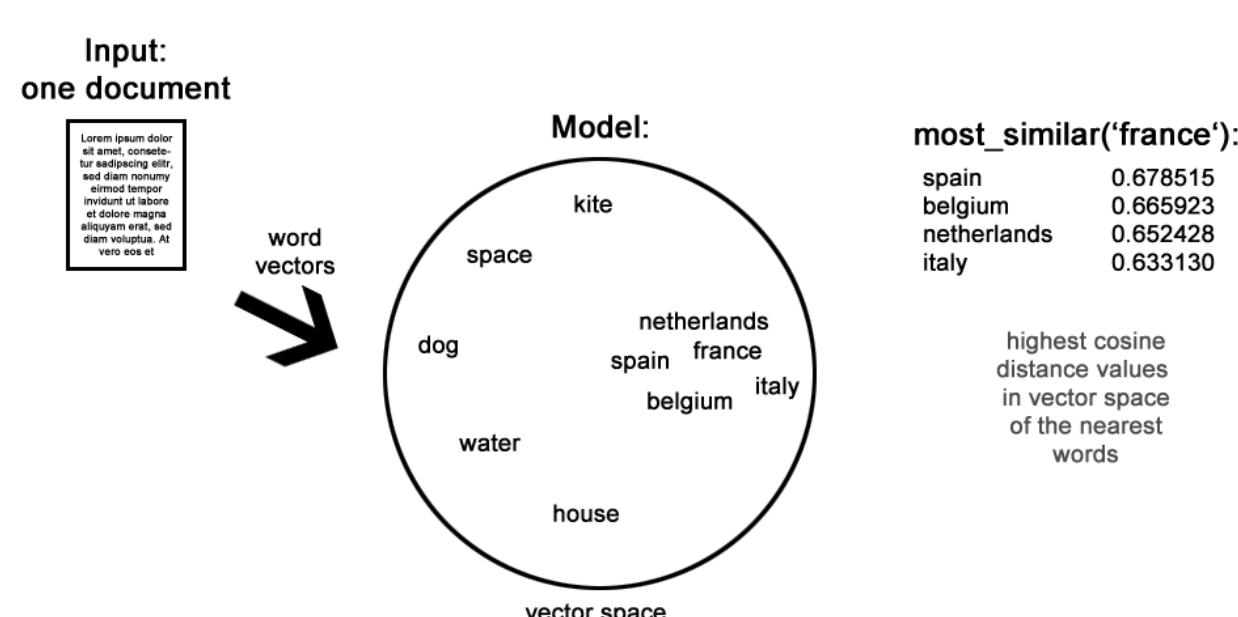 Input:
one document
Lorem ipsum dolor
sit amet, consete-
tur sadipscing elitr,
sed diam nonumy
eirmod tempor
invidunt ut labore
et dolore magna
aliquyam erat, sed
diam voluptua. At
vero eos et
word
vectors
Model:
kite
space
dog
netherlands
france
spain
italy
belgium
water
house
vector space
most_similar(‘france‘):
spain 0.678515
belgium 0.665923
netherlands 0.652428
italy 0.633130
highest cosine
distance values
in vector space
of the nearest
words